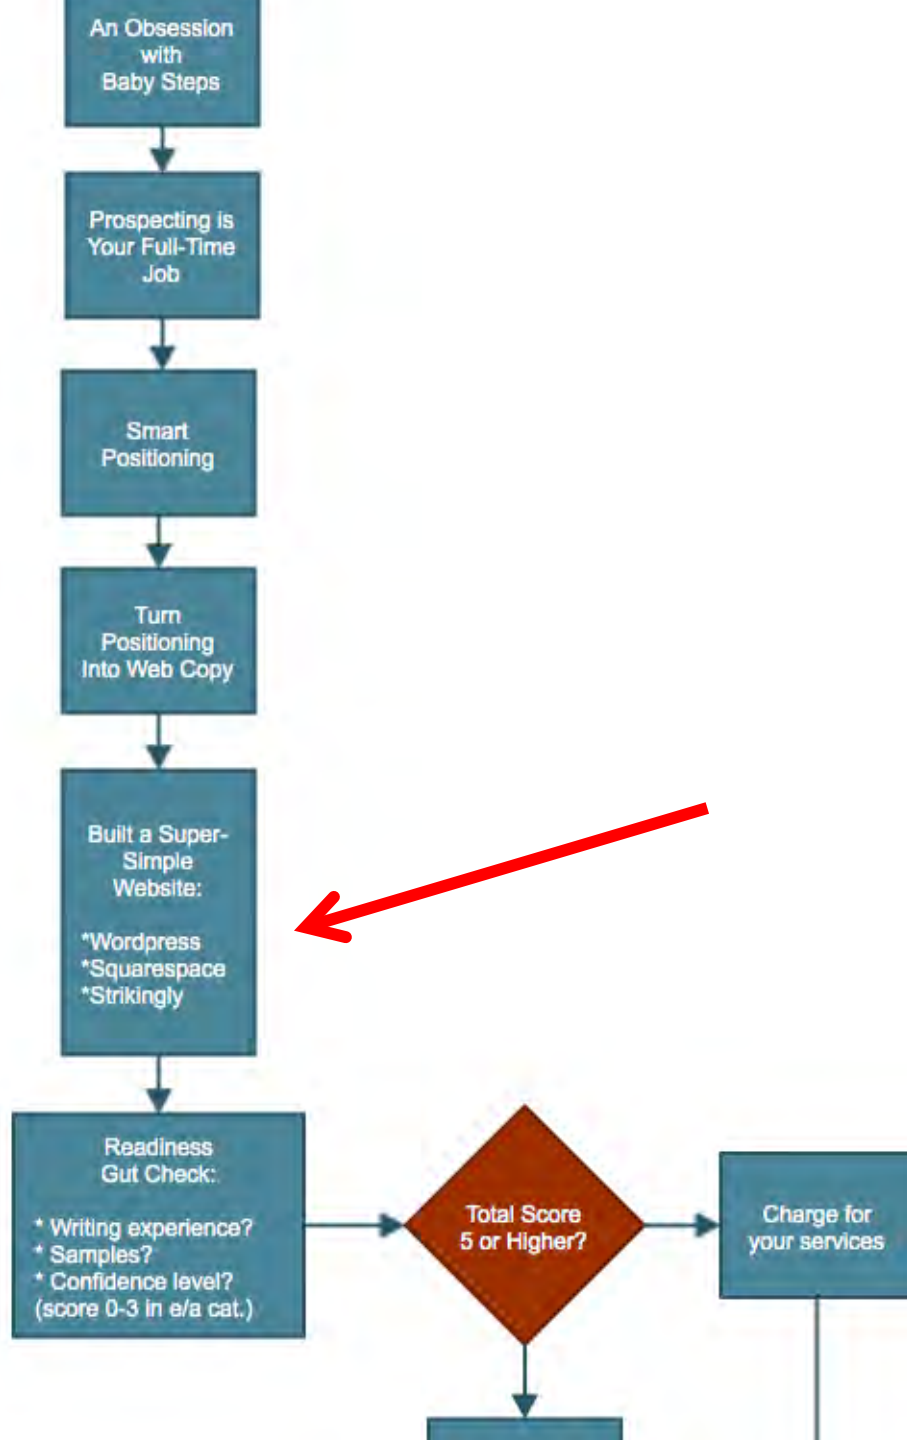 An Obsession
with
Baby Steps
Prospecting is
Your Full-Time
Job
Smart
Positioning
Turn
Positioning
Into Web Copy
Built a Super-
Simple
Website:
*Wordpress
*Squarespace
*Strikingly
Readiness
Gut Check:
* Writing experience?
* Samples?
* Confidence level?
(score 0-3 in e/a cat.)
Total Score
5 or Higher?
Charge for
your services